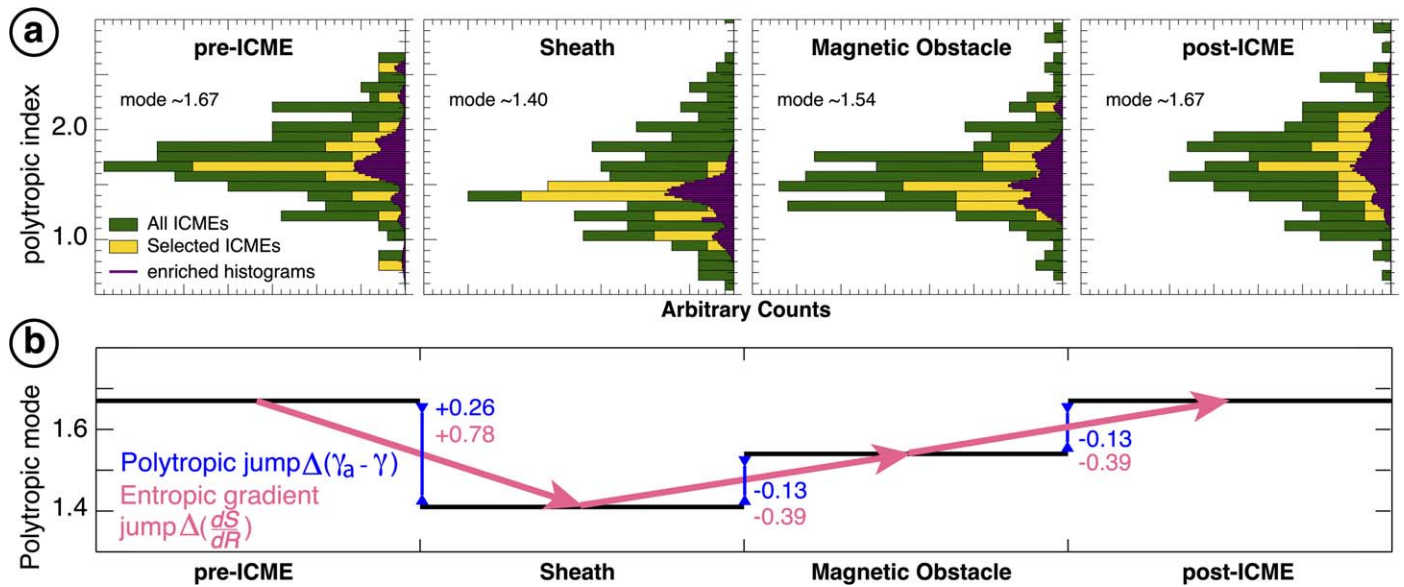 a
pre-ICME
Sheath
Magnetic Obstacle
post-ICME
mode ~1.67
mode ~1.40
mode ~1.54
mode ~1.67
polytropic index
2.0
1.0
All ICMEs
Selected ICMEs
enriched histograms
Arbitrary Counts
b
Polytropic mode
1.6
1.4
+0.26
+0.78
Polytropic jump Δ(γₐ - γ)
Entropic gradient
jump Δ(dS/dR)
-0.13
-0.39
-0.13
-0.39
pre-ICME
Sheath
Magnetic Obstacle
post-ICME